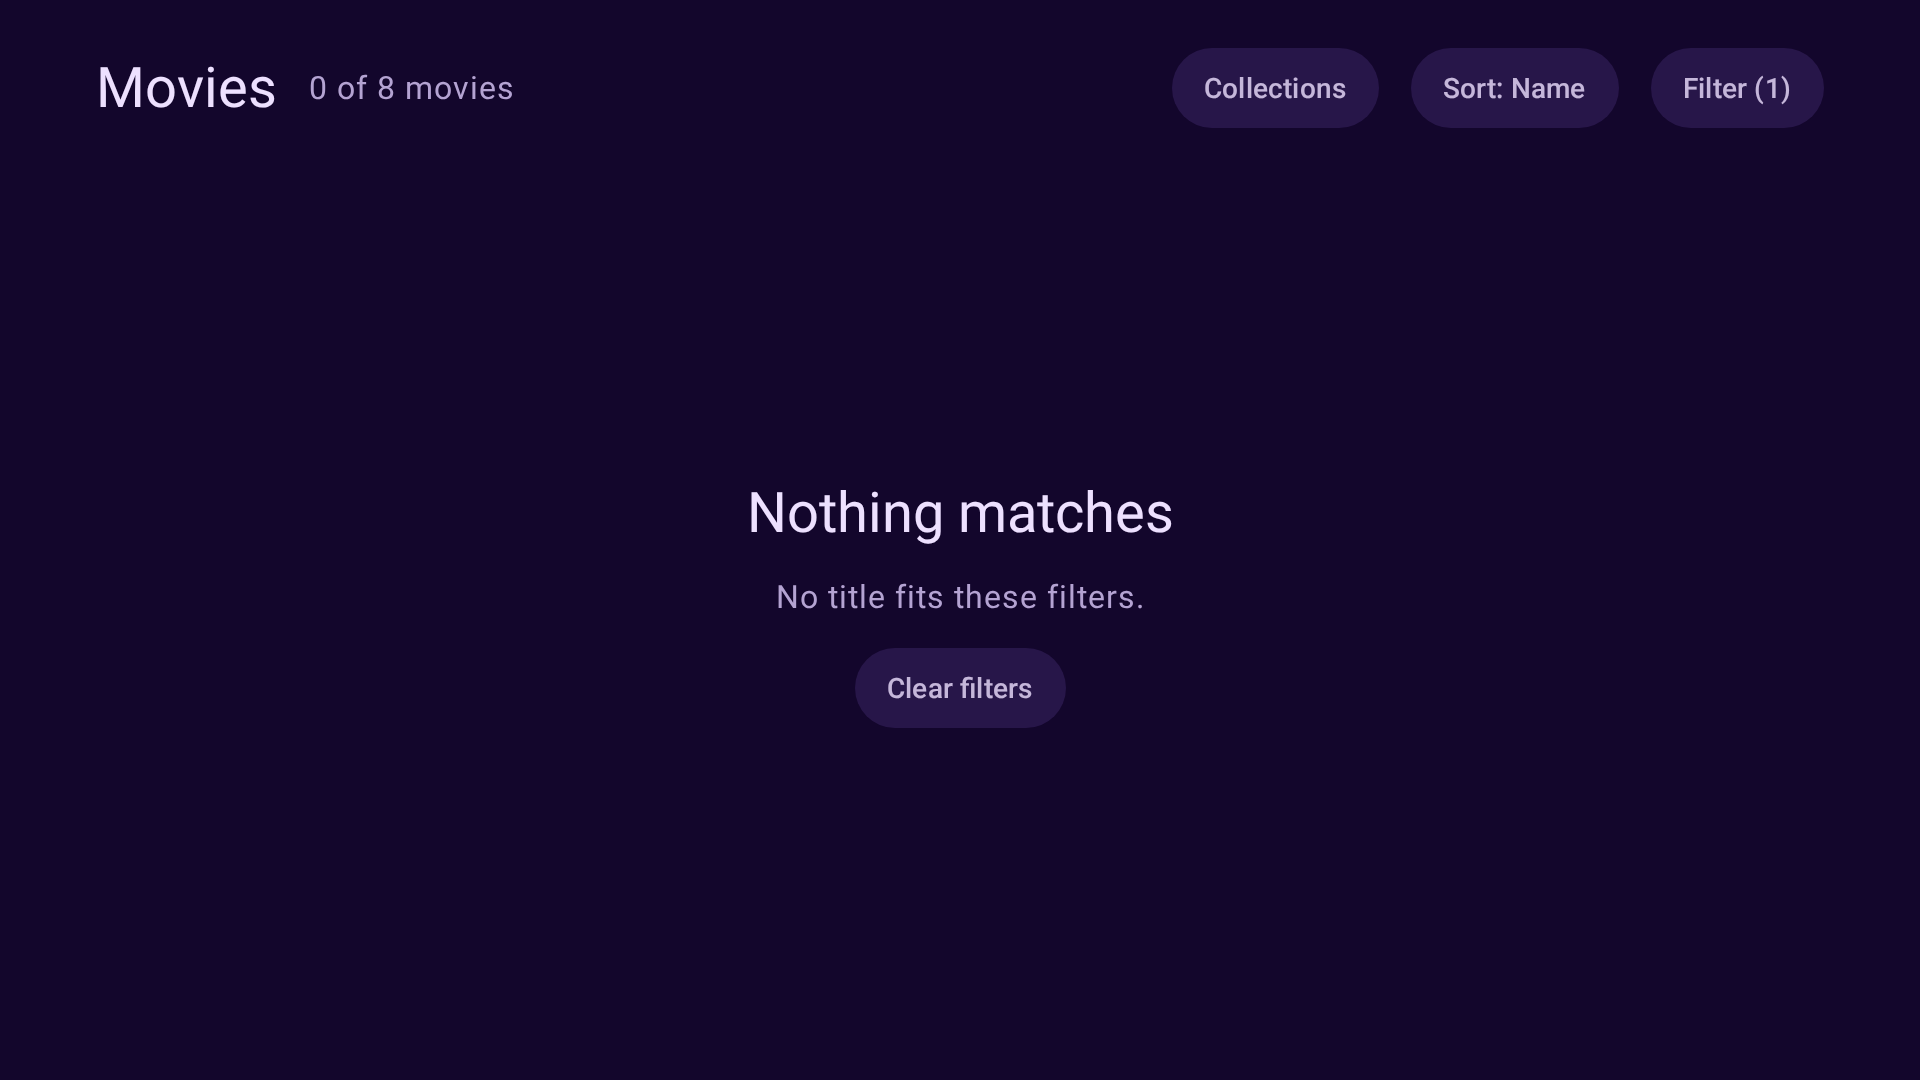 Movies 0 of 8 movies Collections Sort: Name Filter (1)
Nothing matches
No title fits these filters.
Clear filters